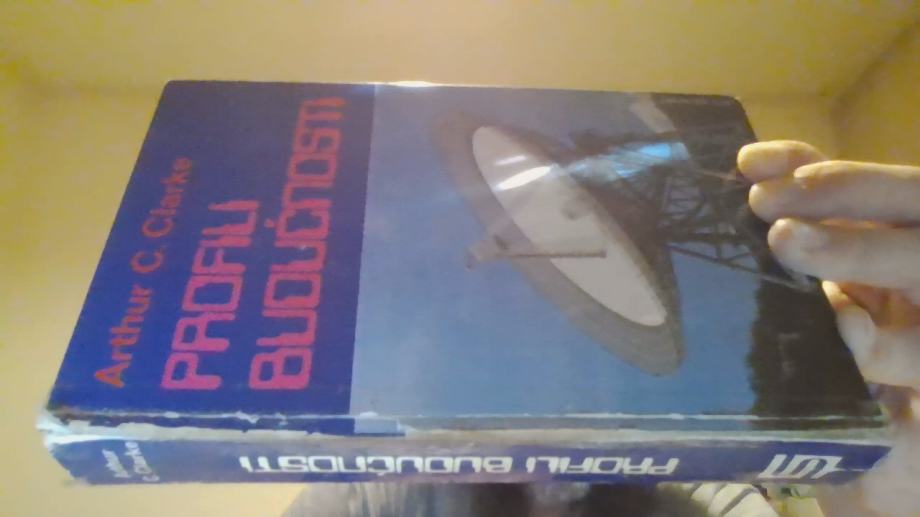 Arthur C. Clarke
PROFILI
BUDUĆNOSTI
Arthur
C. Clarke
PROFILI BUDUĆNOSTI